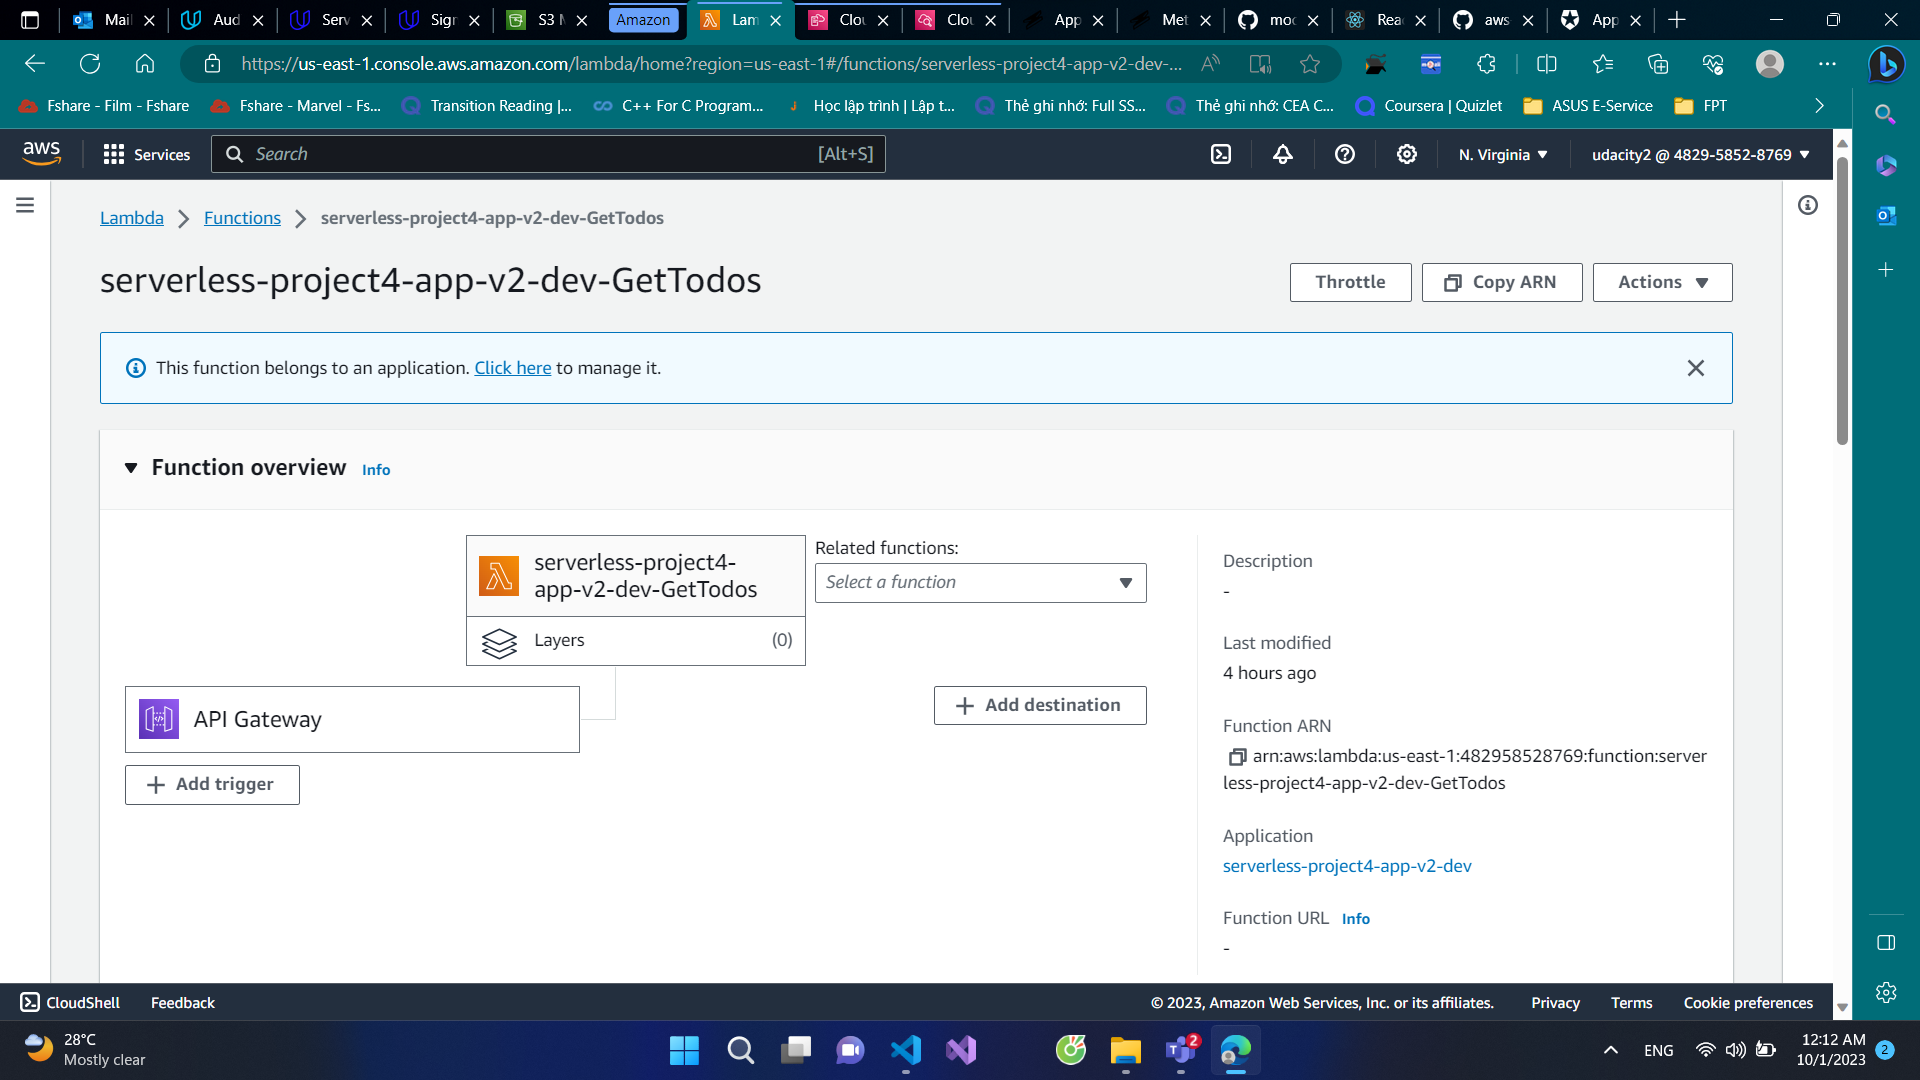 Mail
Aud
Serv
Sign
S3 M
Amazon
Lam
Clou
Clou
App
Met
moc
Reac
aws
App
https://us-east-1.console.aws.amazon.com/lambda/home?region=us-east-1#/functions/serverless-project4-app-v2-dev-...
Fshare - Film - Fshare
Fshare - Marvel - Fs...
Transition Reading |...
C++ For C Program...
Học lập trình | Lập t...
Thẻ ghi nhớ: Full SS...
Thẻ ghi nhớ: CEA C...
Coursera | Quizlet
ASUS E-Service
FPT
aws
Services
Search
[Alt+S]
N. Virginia
udacity2 @ 4829-5852-8769
Lambda
Functions
serverless-project4-app-v2-dev-GetTodos
serverless-project4-app-v2-dev-GetTodos
Throttle
Copy ARN
Actions
This function belongs to an application. Click here to manage it.
Function overview Info
serverless-project4-
app-v2-dev-GetTodos
Layers
(0)
Related functions:
Select a function
API Gateway
Add trigger
Add destination
Description
-
Last modified
4 hours ago
Function ARN
arn:aws:lambda:us-east-1:482958528769:function:server
less-project4-app-v2-dev-GetTodos
Application
serverless-project4-app-v2-dev
Function URL Info
-
CloudShell
Feedback
© 2023, Amazon Web Services, Inc. or its affiliates.
Privacy
Terms
Cookie preferences
28°C
Mostly clear
2
ENG
12:12 AM
10/1/2023
2